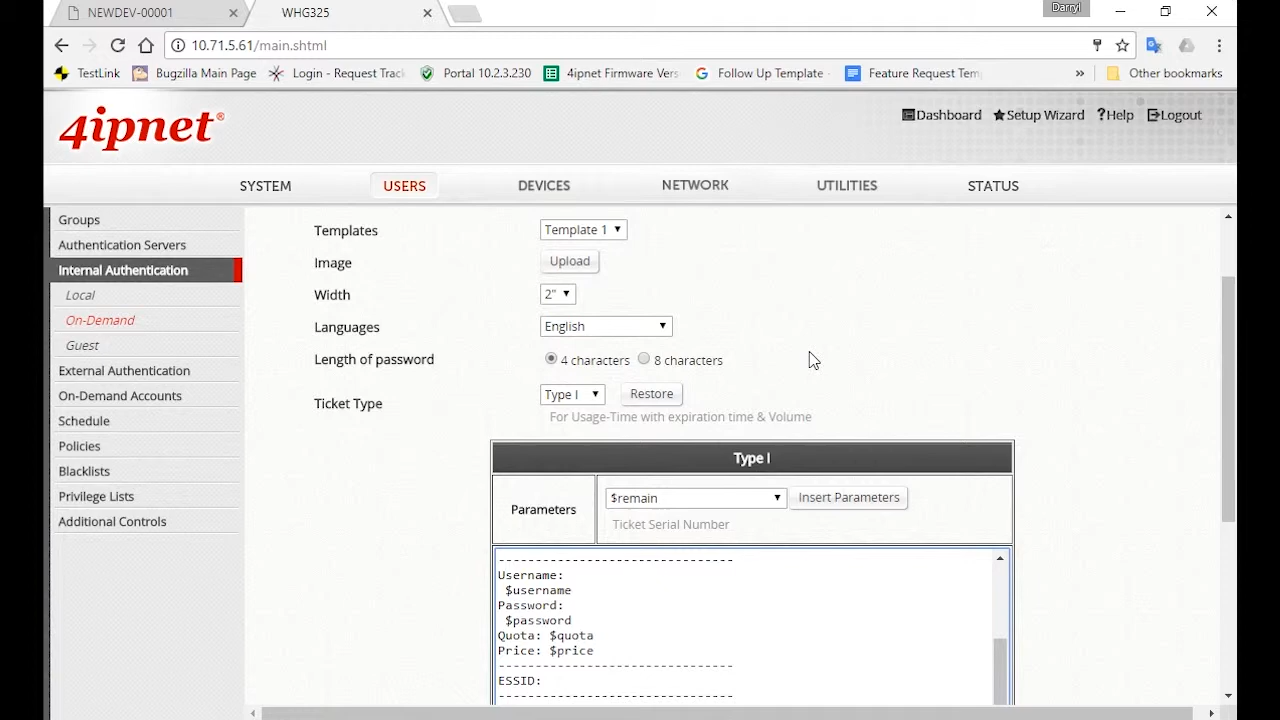 NEWDEV-00001
WHG325
Darryl
10.71.5.61/main.shtml
TestLink
Bugzilla Main Page
Login - Request Track
Portal 10.2.3.230
4ipnet Firmware Vers
Follow Up Template -
Feature Request Tem
»
Other bookmarks
4ipnet®
Dashboard
Setup Wizard
?Help
Logout
SYSTEM
USERS
DEVICES
NETWORK
UTILITIES
STATUS
Groups
Authentication Servers
Internal Authentication
Local
On-Demand
Guest
External Authentication
On-Demand Accounts
Schedule
Policies
Blacklists
Privilege Lists
Additional Controls
Templates Template 1
Image Upload
Width 2"
Languages English
Length of password 4 characters 8 characters
Ticket Type Type I Restore
For Usage-Time with expiration time & Volume
Type I
Parameters $remain Insert Parameters
Ticket Serial Number
-------------------------------
Username:
$username
Password:
$password
Quota: $quota
Price: $price
-------------------------------
ESSID:
-------------------------------